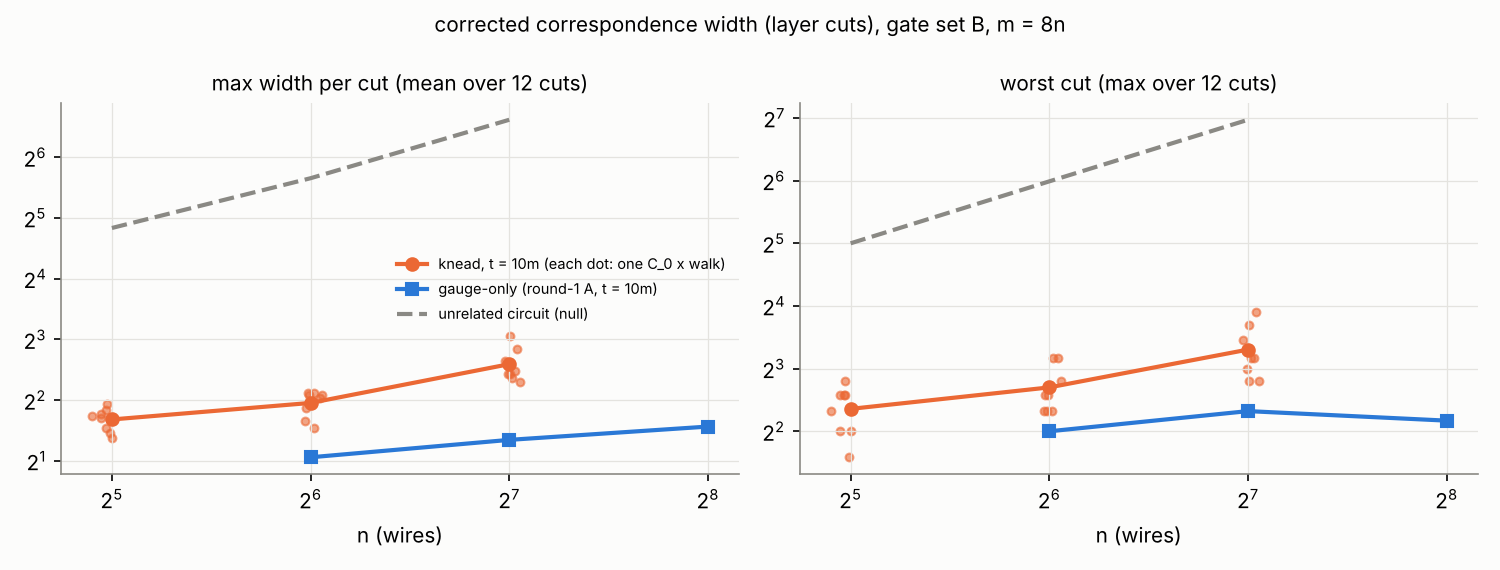 corrected correspondence width (layer cuts), gate set B, m = 8n
max width per cut (mean over 12 cuts)
2^6
2^5
2^4
2^3
2^2
2^1
knead, t = 10m (each dot: one C_0 x walk)
gauge-only (round-1 A, t = 10m)
unrelated circuit (null)
2^5 2^6 2^7 2^8
n (wires)
worst cut (max over 12 cuts)
2^7
2^6
2^5
2^4
2^3
2^2
2^5 2^6 2^7 2^8
n (wires)